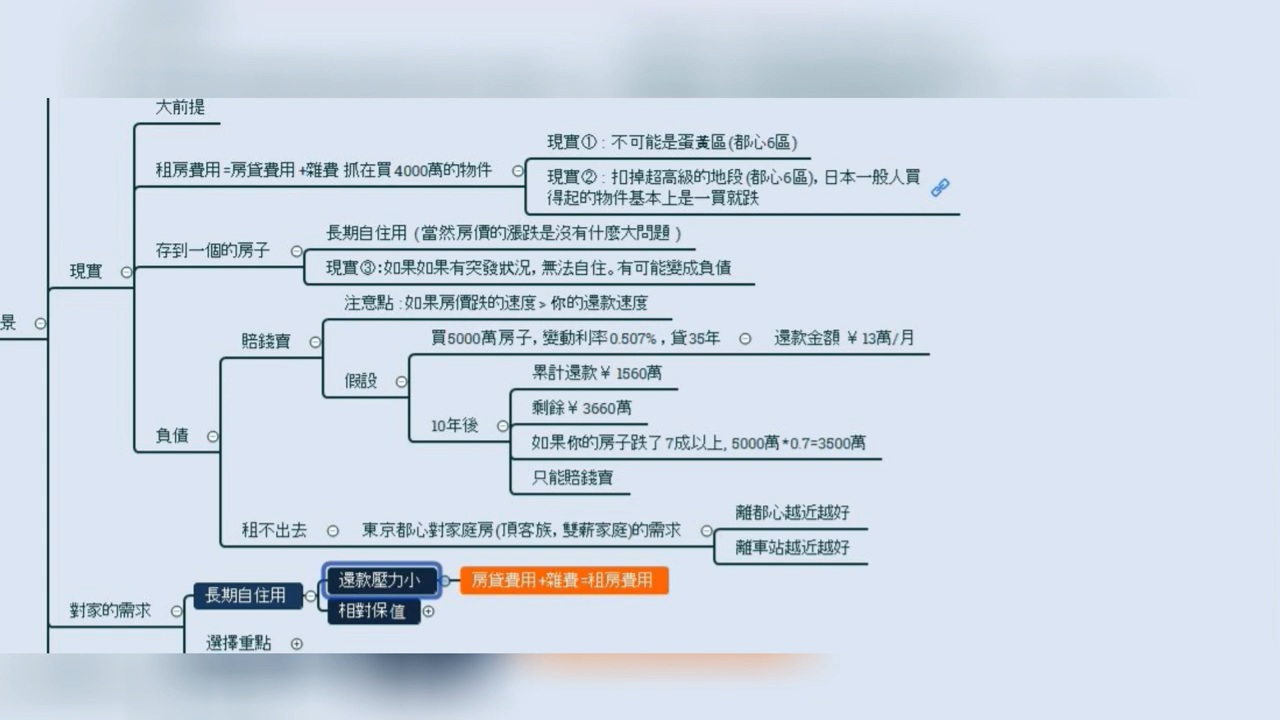 大前提
租房費用=房貸費用+雜費 抓在買4000萬的物件
現實①: 不可能是蛋黃區(都心6區)
現實②: 扣掉超高級的地段(都心6區), 日本一般人買
得起的物件基本上是一買就跌
存到一個的房子
長期自住用 (當然房價的漲跌是沒有什麼大問題 )
現實③:如果如果有突發狀況, 無法自住。有可能變成負債
現實
景
負債
賠錢賣
注意點 :如果房價跌的速度> 你的還款速度
假設
買5000萬房子, 變動利率0.507% , 貸35年
還款金額 ¥ 13萬/月
10年後
累計還款¥ 1560萬
剩餘¥ 3660萬
如果你的房子跌了7成以上, 5000萬*0.7=3500萬
只能賠錢賣
租不出去
東京都心對家庭房(頂客族, 雙薪家庭)的需求
離都心越近越好
離車站越近越好
對家的需求
長期自住用
還款壓力小
房貸費用+雜費=租房費用
相對保值
選擇重點